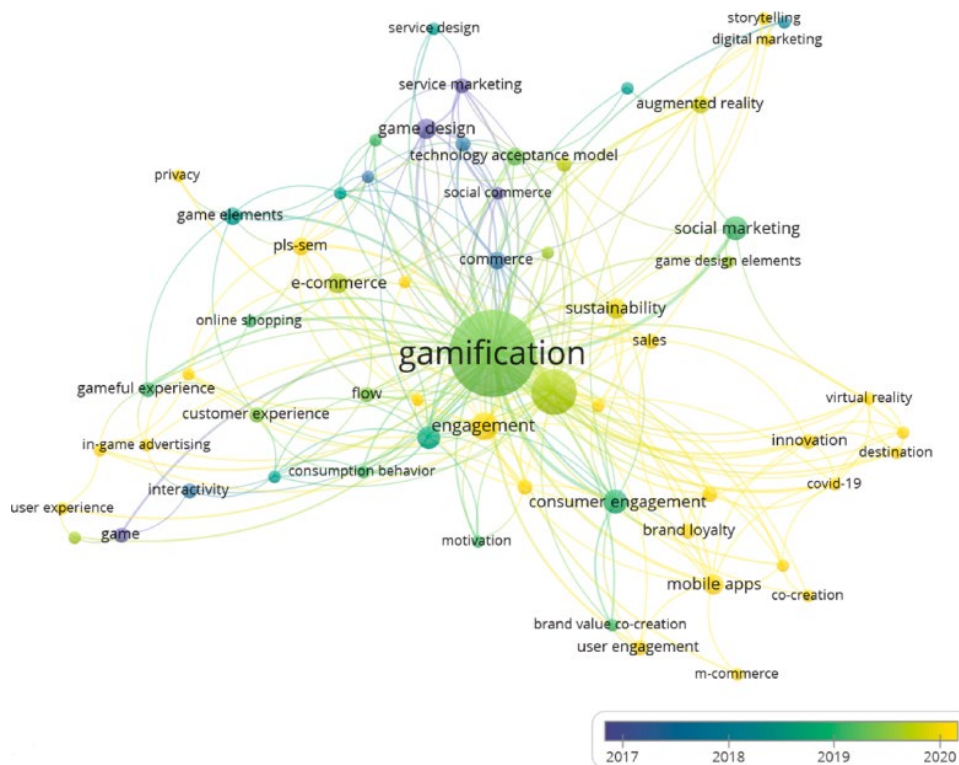 storytelling
service design
digital marketing
service marketing
augmented reality
game design
technology acceptance model
privacy
social commerce
game elements
social marketing
pls-sem
commerce
game design elements
e-commerce
sustainability
online shopping
sales
gamification
gameful experience
flow
virtual reality
customer experience
engagement
innovation
in-game advertising
destination
consumption behavior
covid-19
interactivity
consumer engagement
user experience
game
brand loyalty
motivation
mobile apps
co-creation
brand value co-creation
user engagement
m-commerce
2017 2018 2019 2020